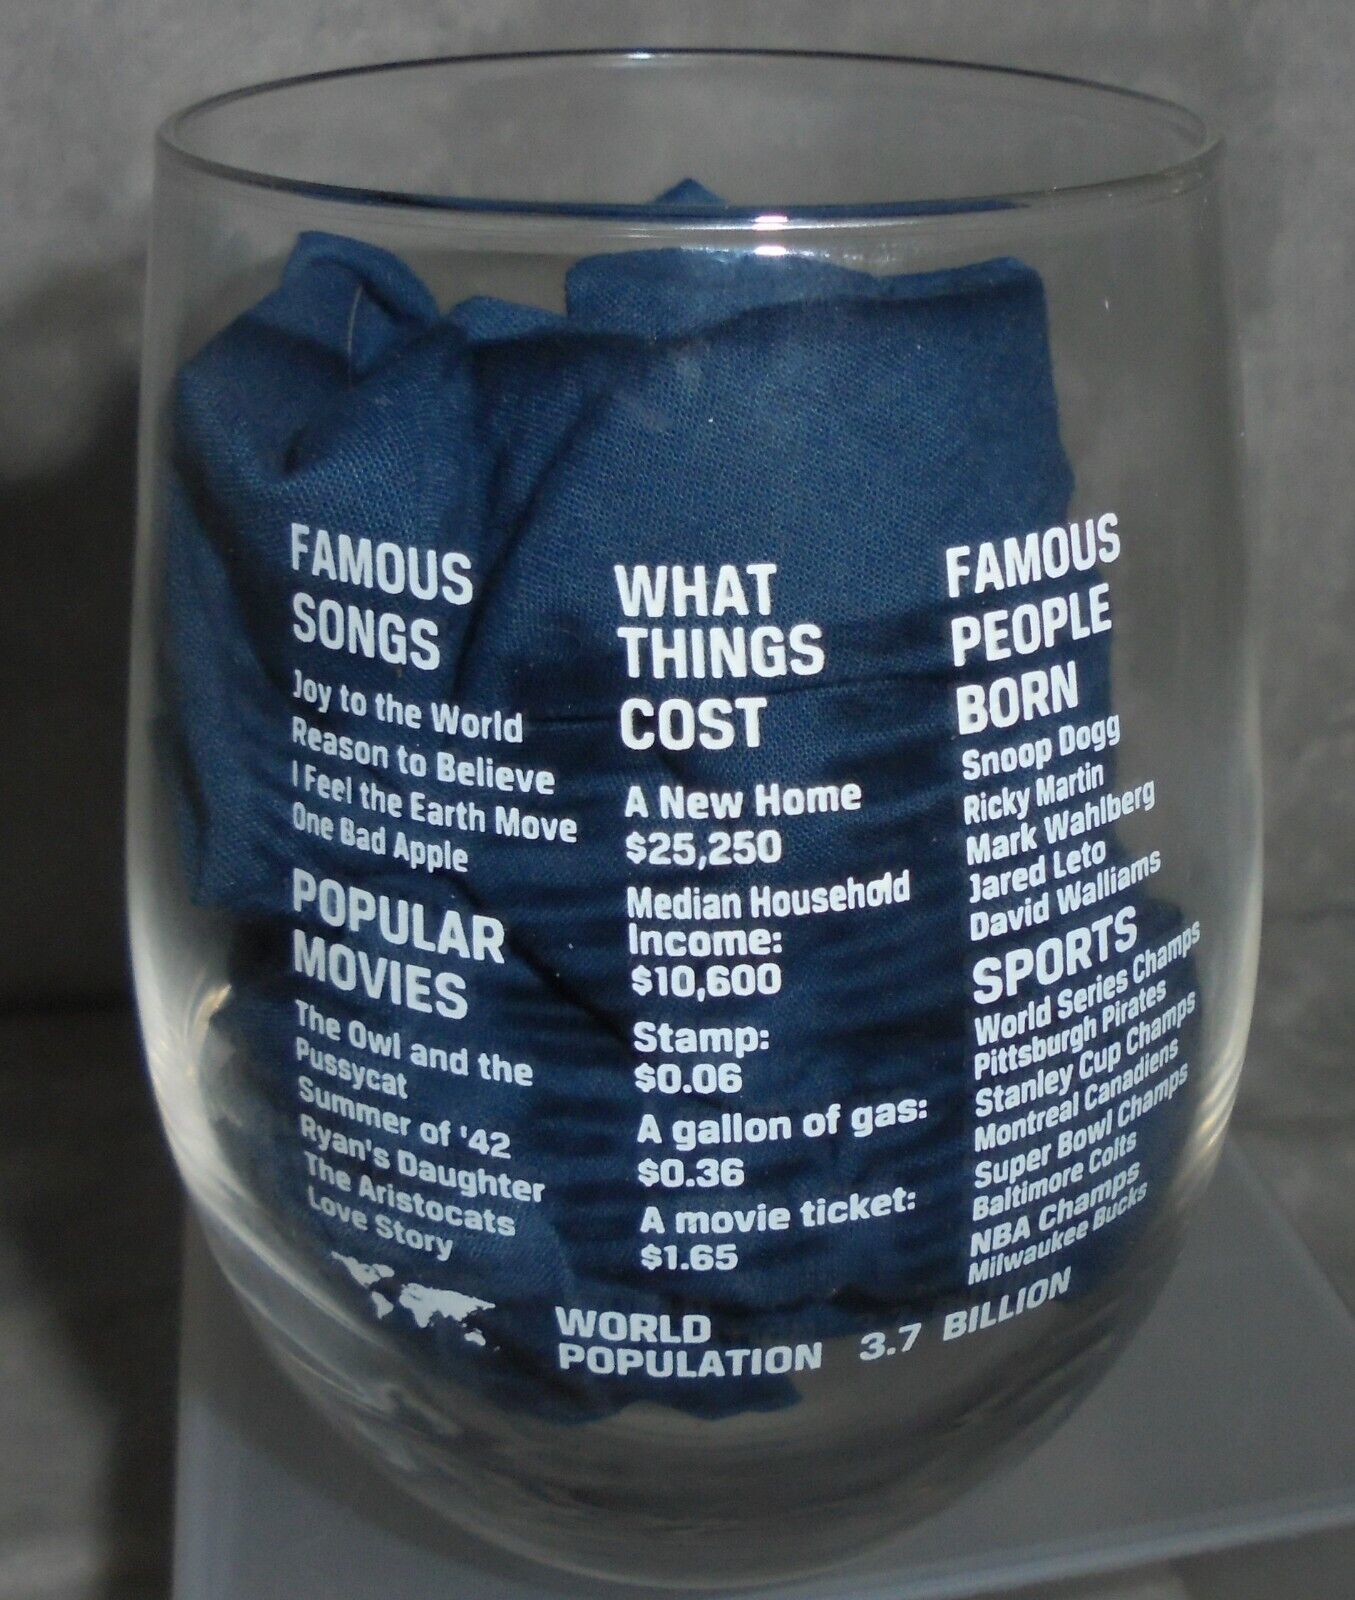 FAMOUS
SONGS
Joy to the World
Reason to Believe
I Feel the Earth Move
One Bad Apple
POPULAR
MOVIES
The Owl and the
Pussycat
Summer of '42
Ryan's Daughter
The Aristocats
Love Story
WHAT
THINGS
COST
A New Home
$25,250
Median Household
Income:
$10,600
Stamp:
$0.06
A gallon of gas:
$0.36
A movie ticket:
$1.65
FAMOUS
PEOPLE
BORN
Snoop Dogg
Ricky Martin
Mark Wahlberg
Jared Leto
David Walliams
SPORTS
World Series Champs
Pittsburgh Pirates
Stanley Cup Champs
Montreal Canadiens
Super Bowl Champs
Baltimore Colts
NBA Champs
Milwaukee Bucks
WORLD
POPULATION 3.7 BILLION